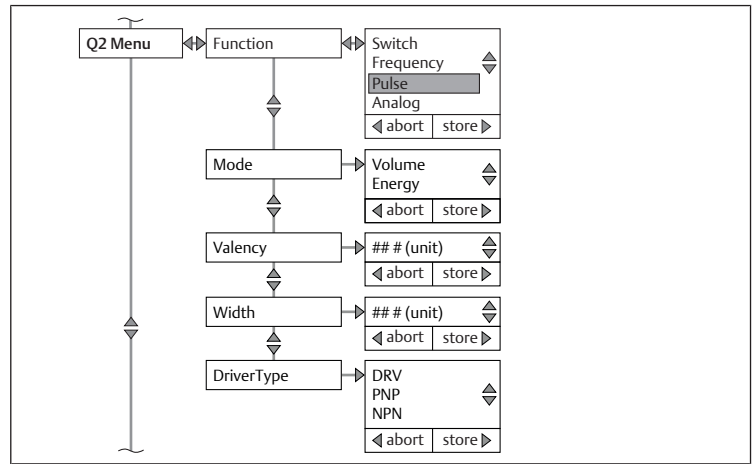 Q2 Menu
Function
Switch
Frequency
Pulse
Analog
abort store
Mode
Volume
Energy
abort store
Valency
## # (unit)
abort store
Width
## # (unit)
abort store
DriverType
DRV
PNP
NPN
abort store